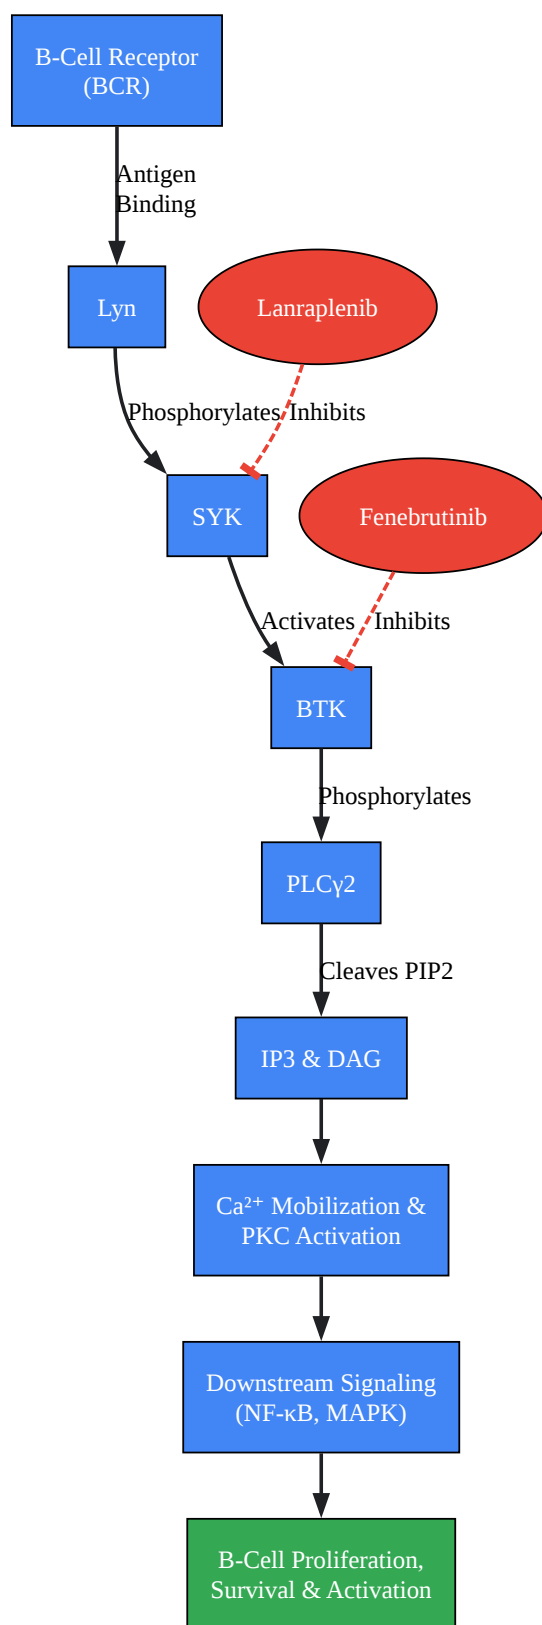 B-Cell Receptor
(BCR)
Antigen
Binding
Lyn
Lanraplenib
Phosphorylates
Inhibits
SYK
Fenebrutinib
Activates
Inhibits
BTK
Phosphorylates
PLCγ2
Cleaves PIP2
IP3 & DAG
Ca²⁺ Mobilization &
PKC Activation
Downstream Signaling
(NF-κB, MAPK)
B-Cell Proliferation,
Survival & Activation